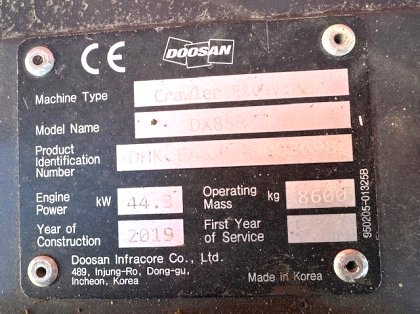 CE DOOSAN
Machine Type Crawler
Model Name
Product
Identification
Number
Engine
Power kW 44.3 Operating
Mass kg 8600
Year of
Construction 2019 First Year
of Service
Doosan Infracore Co., Ltd.
489, Injung-Ro, Dong-gu,
Incheon, Korea
Made in Korea
950205-01325B